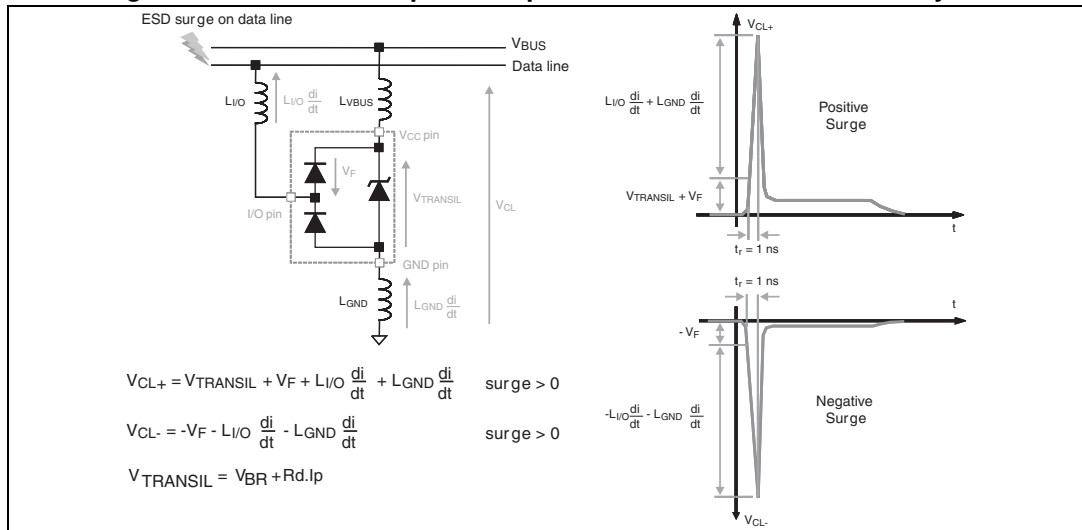 ESD surge on data line
VBUS
Data line
LI/O
LI/O di/dt
LVBUS
VCC pin
VF
VTRANSIL
VCL
I/O pin
GND pin
LGND
LGND di/dt
VCL+ = VTRANSIL + VF + LI/O di/dt + LGND di/dt surge > 0
VCL- = -VF - LI/O di/dt - LGND di/dt surge > 0
VTRANSIL = VBR +Rd.Ip
VCL+
LI/O di/dt + LGND di/dt
Positive
Surge
VTRANSIL + VF
t
tr = 1 ns
tr = 1 ns
t
- VF
-LI/O di/dt - LGND di/dt
Negative
Surge
VCL-